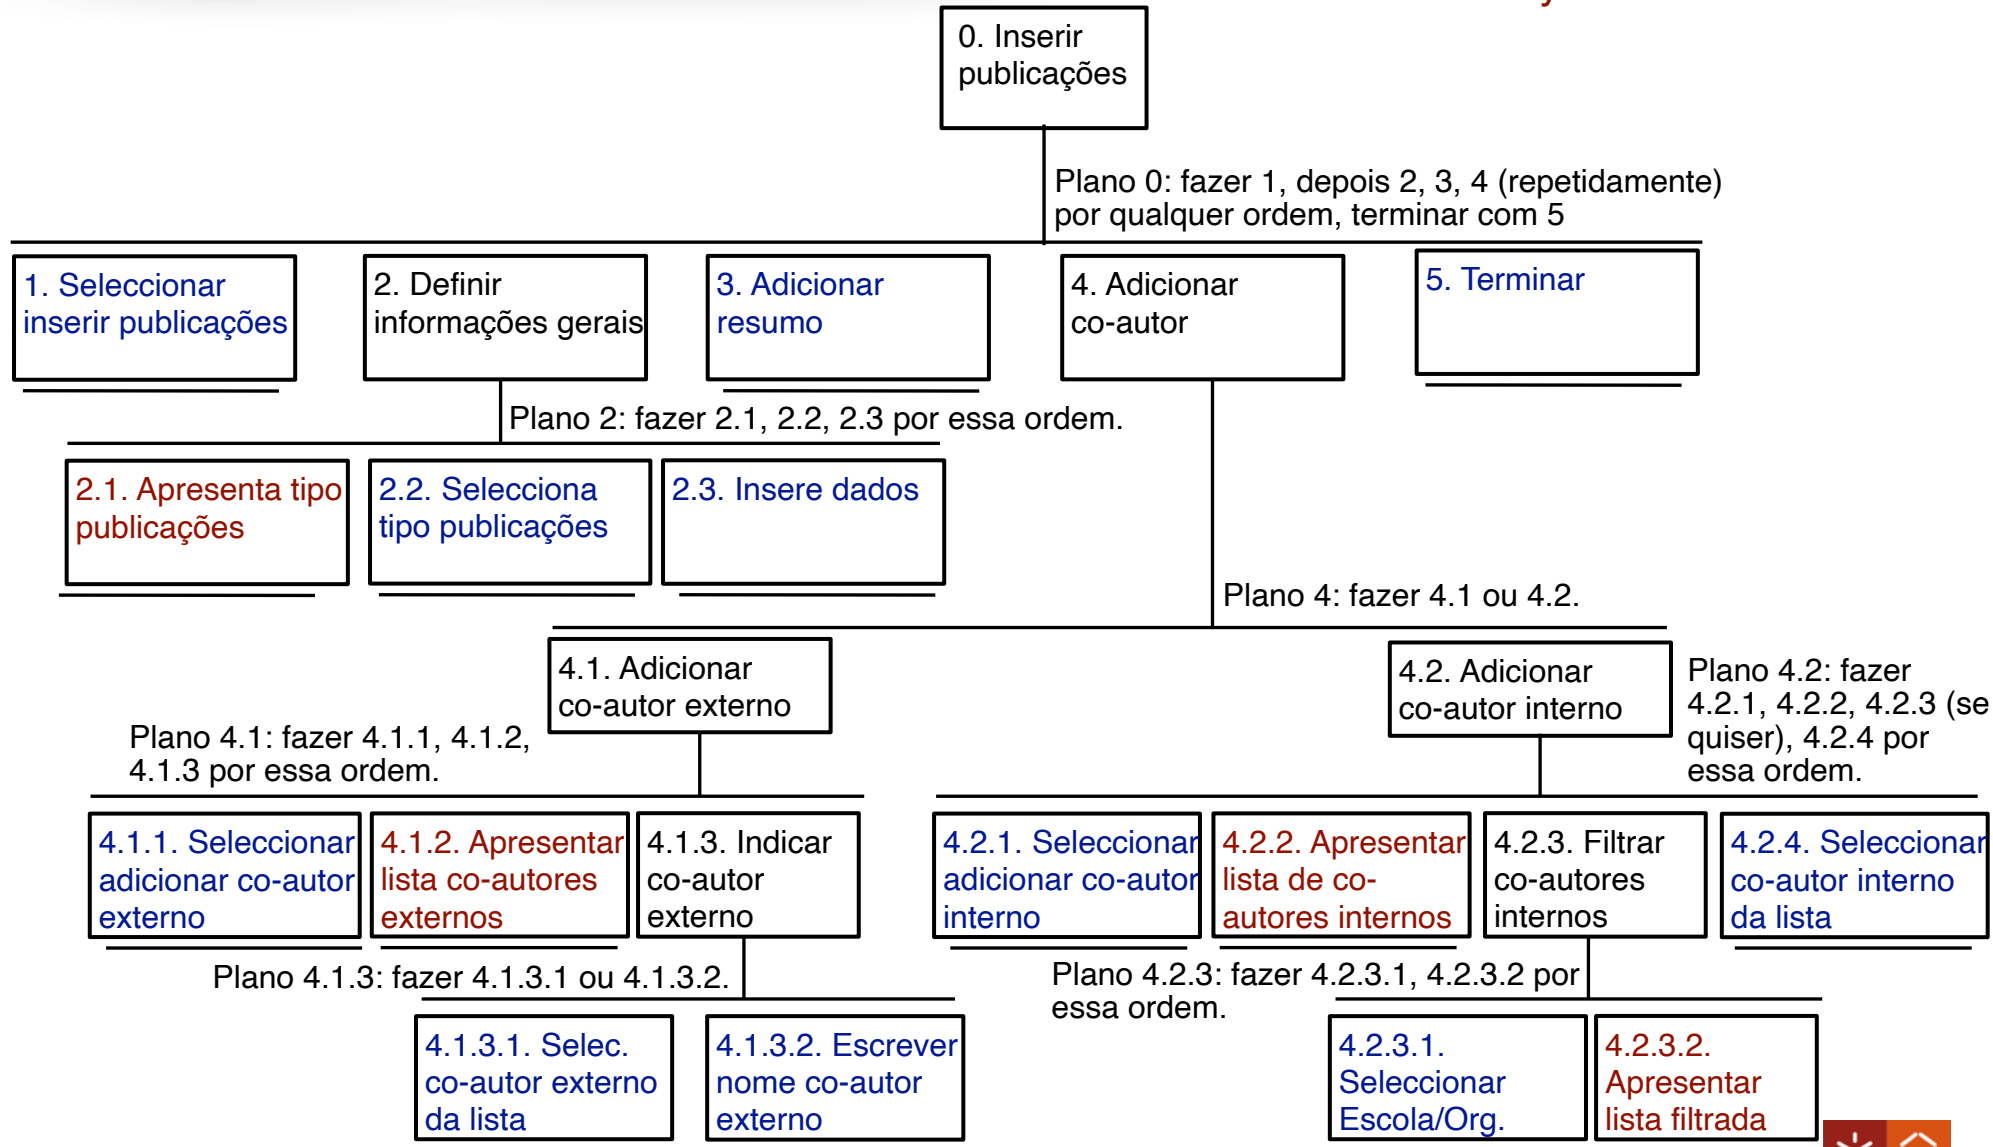 0. Inserir
publicações
Plano 0: fazer 1, depois 2, 3, 4 (repetidamente)
por qualquer ordem, terminar com 5
1. Seleccionar
inserir publicações
2. Definir
informações gerais
3. Adicionar
resumo
4. Adicionar
co-autor
5. Terminar
Plano 2: fazer 2.1, 2.2, 2.3 por essa ordem.
2.1. Apresenta tipo
publicações
2.2. Selecciona
tipo publicações
2.3. Insere dados
Plano 4: fazer 4.1 ou 4.2.
4.1. Adicionar
co-autor externo
4.2. Adicionar
co-autor interno
Plano 4.2: fazer
4.2.1, 4.2.2, 4.2.3 (se
quiser), 4.2.4 por
essa ordem.
Plano 4.1: fazer 4.1.1, 4.1.2,
4.1.3 por essa ordem.
4.1.1. Seleccionar
adicionar co-autor
externo
4.1.2. Apresentar
lista co-autores
externos
4.1.3. Indicar
co-autor
externo
4.2.1. Seleccionar
adicionar co-autor
interno
4.2.2. Apresentar
lista de co-
autores internos
4.2.3. Filtrar
co-autores
internos
4.2.4. Seleccionar
co-autor interno
da lista
Plano 4.1.3: fazer 4.1.3.1 ou 4.1.3.2.
Plano 4.2.3: fazer 4.2.3.1, 4.2.3.2 por
essa ordem.
4.1.3.1. Selec.
co-autor externo
da lista
4.1.3.2. Escrever
nome co-autor
externo
4.2.3.1.
Seleccionar
Escola/Org.
4.2.3.2.
Apresentar
lista filtrada